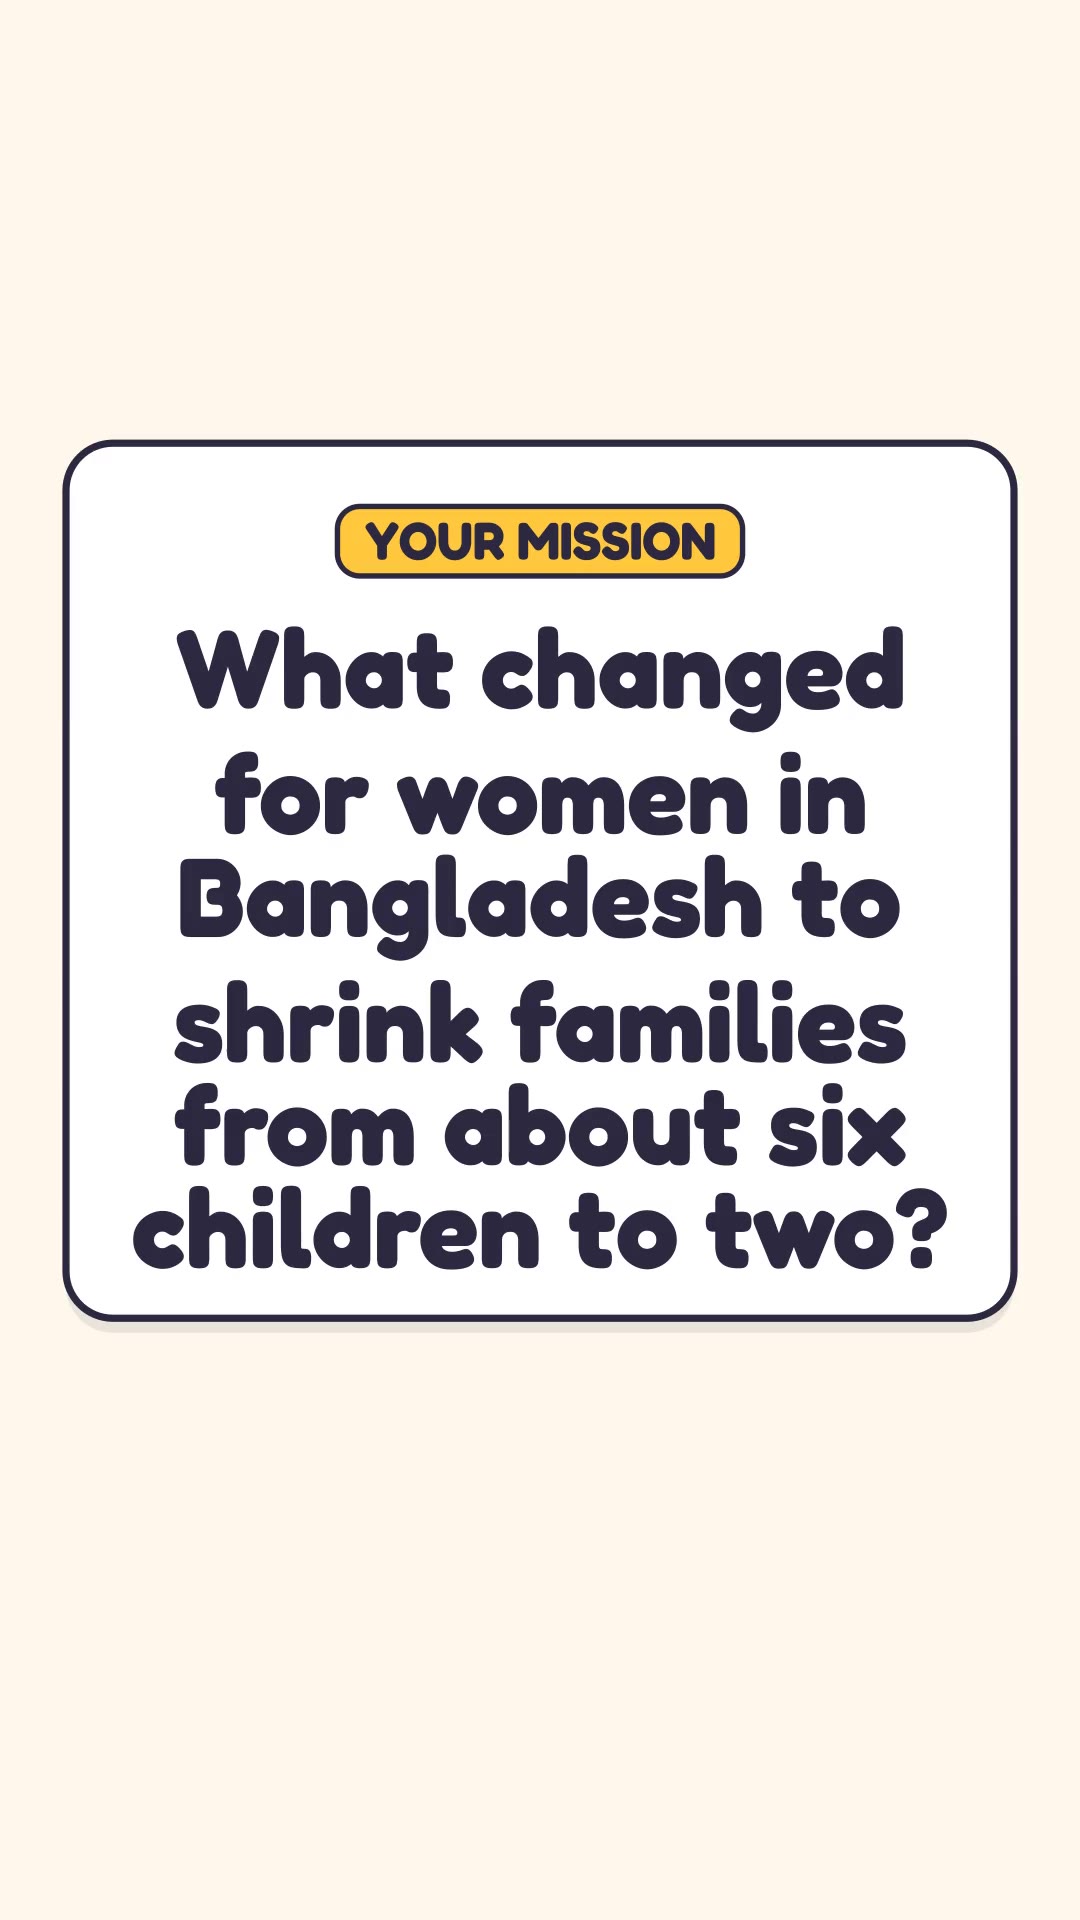 YOUR MISSION
What changed
for women in
Bangladesh to
shrink families
from about six
children to two?